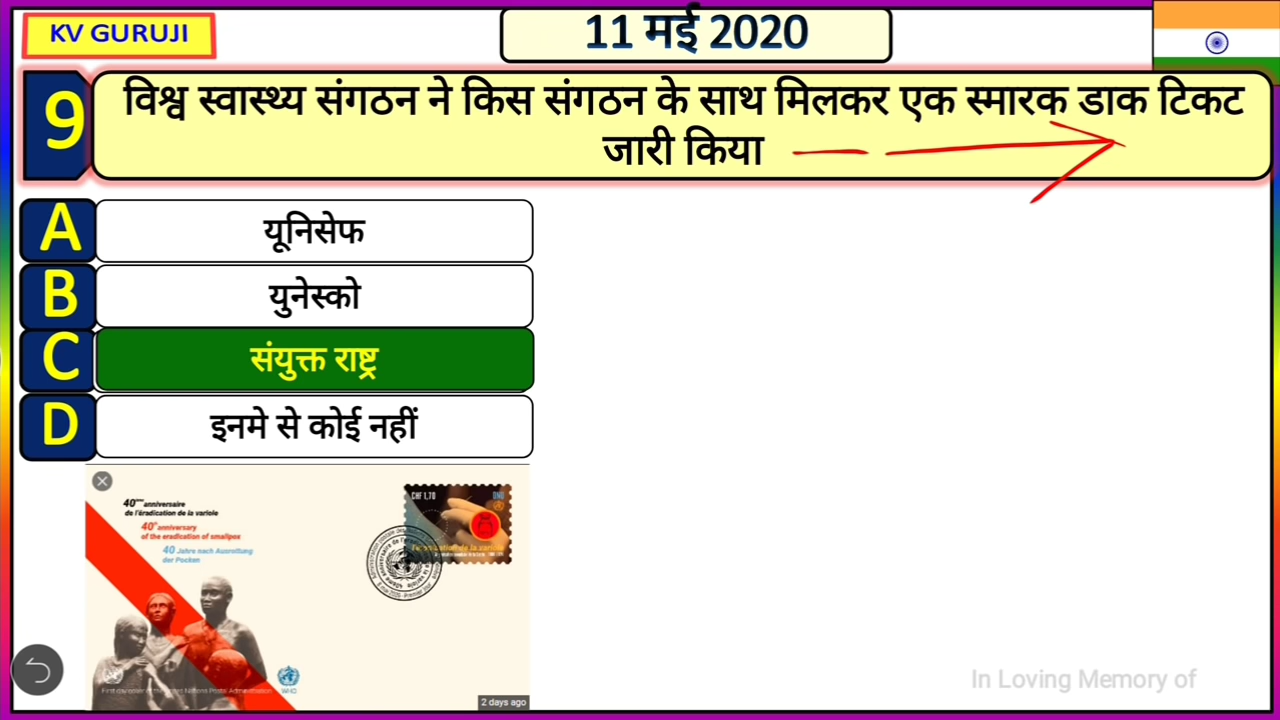 KV GURUJI
11 मई 2020
9
विश्व स्वास्थ्य संगठन ने किस संगठन के साथ मिलकर एक स्मारक डाक टिकट
जारी किया
A
यूनिसेफ
B
युनेस्को
C
संयुक्त राष्ट्र
D
इनमे से कोई नहीं
40ème anniversaire
de l'éradication de la variole
40th anniversary
of the eradication of smallpox
40 Jahre nach Ausrottung
der Pocken
CHF 1,70
ONU
WHO
2 days ago
In Loving Memory of